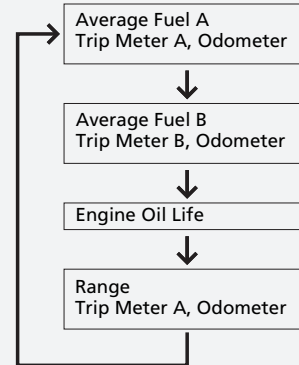 Average Fuel A
Trip Meter A, Odometer
Average Fuel B
Trip Meter B, Odometer
Engine Oil Life
Range
Trip Meter A, Odometer